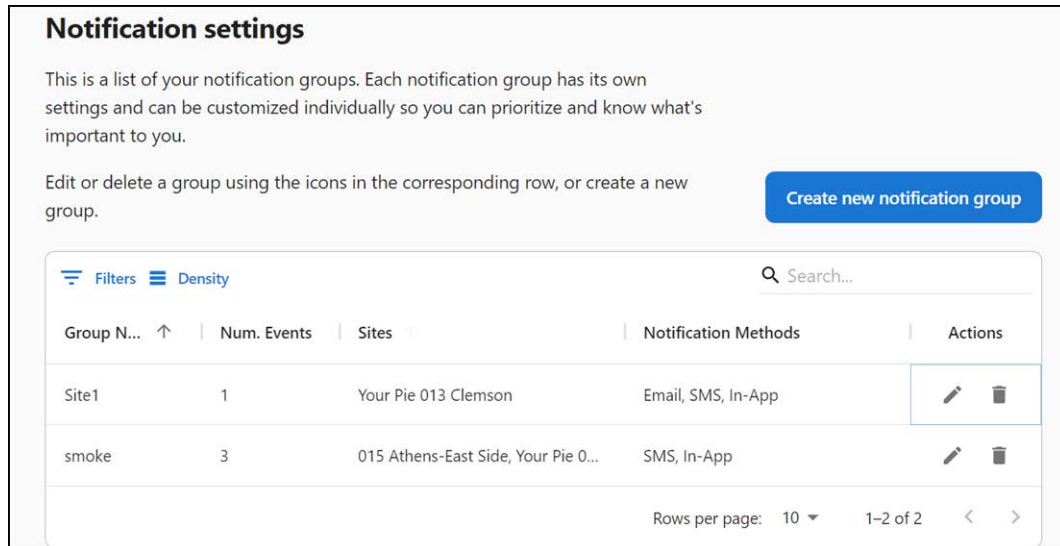 Notification settings
This is a list of your notification groups. Each notification group has its own
settings and can be customized individually so you can prioritize and know what's
important to you.
Edit or delete a group using the icons in the corresponding row, or create a new
group.
Create new notification group
Filters Density Search...
Group N... Num. Events Sites Notification Methods Actions
Site1 1 Your Pie 013 Clemson Email, SMS, In-App
smoke 3 015 Athens-East Side, Your Pie 0... SMS, In-App
Rows per page: 10 1–2 of 2